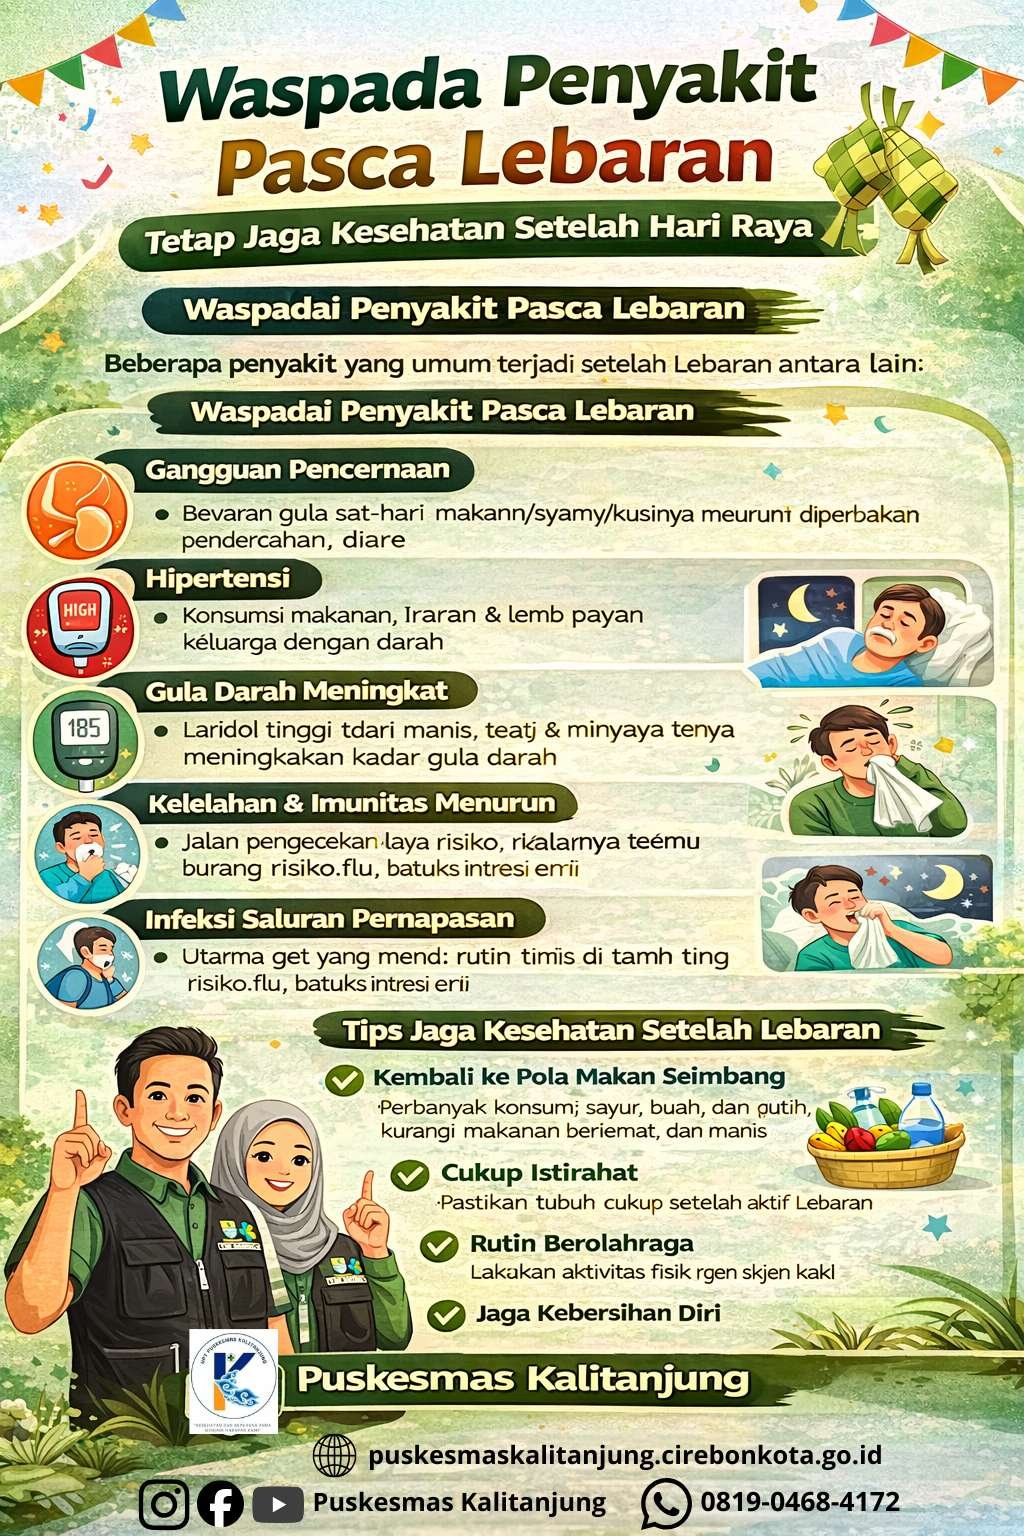 Waspada Penyakit
Pasca Lebaran
Tetap Jaga Kesehatan Setelah Hari Raya
Waspadai Penyakit Pasca Lebaran
Beberapa penyakit yang umum terjadi setelah Lebaran antara lain:
Waspadai Penyakit Pasca Lebaran
Gangguan Pencernaan
• Bevaran gula sat-hari makann/syamy/kusinya meurunt diperbakan
pendercahan, diare
Hipertensi
HIGH
• Konsumsi makanan, Iraran & lemb payan
kéluarga dengan darah
Gula Darah Meningkat
185
• Laridol tinggi tdari manis, teatj & minyaya tenya
meningkakan kadar gula darah
Kelelahan & Imunitas Menurun
• Jalan pengecekan laya risiko, rikalarnya teému
burang risiko.flu, batuks intresi erriі
Infeksi Saluran Pernapasan
• Utarma get yang mend: rutin timis di tamh ting
risiko.flu, batuks intresi erii
Tips Jaga Kesehatan Setelah Lebaran
Kembali ke Pola Makan Seimbang
Perbanyak konsum; sayur, buah, dan putih,
kurangi makanan beriemat, dan manis
Cukup Istirahat
Pastikan tubuh cukup setelah aktif Lebaran
Rutin Berolahraga
Lakukan aktivitas fisik rgen skjen kakl
Jaga Kebersihan Diri
UPT PUSKESMAS KALITANJUNG
Puskesmas Kalitanjung
puskesmaskalitanjung.cirebonkota.go.id
Puskesmas Kalitanjung
0819-0468-4172